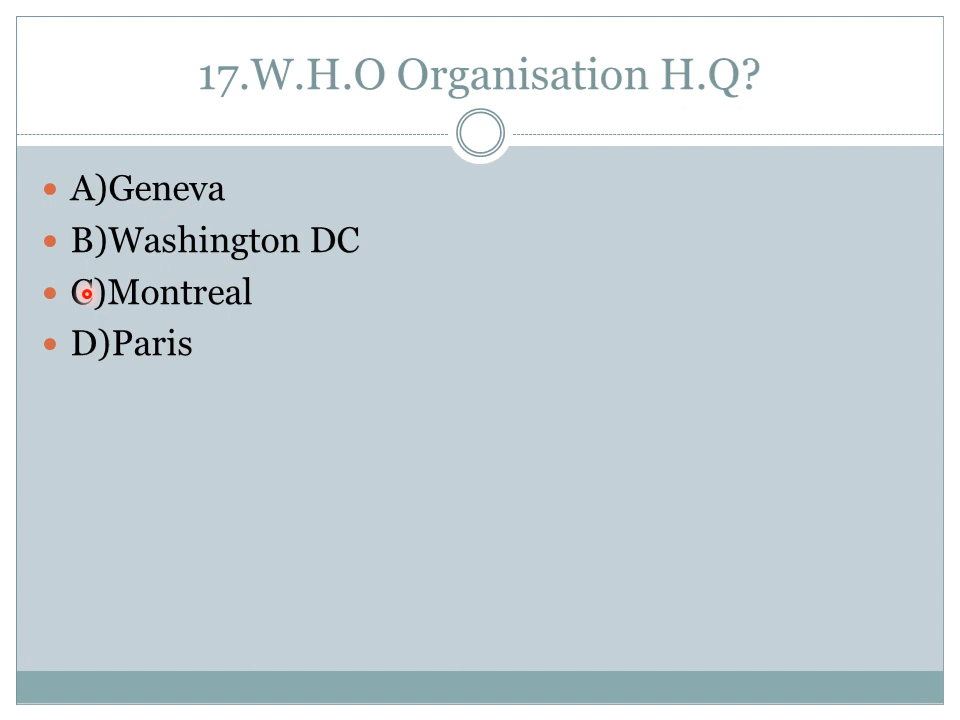 17.W.H.O Organisation H.Q?
A)Geneva
B)Washington DC
C)Montreal
D)Paris